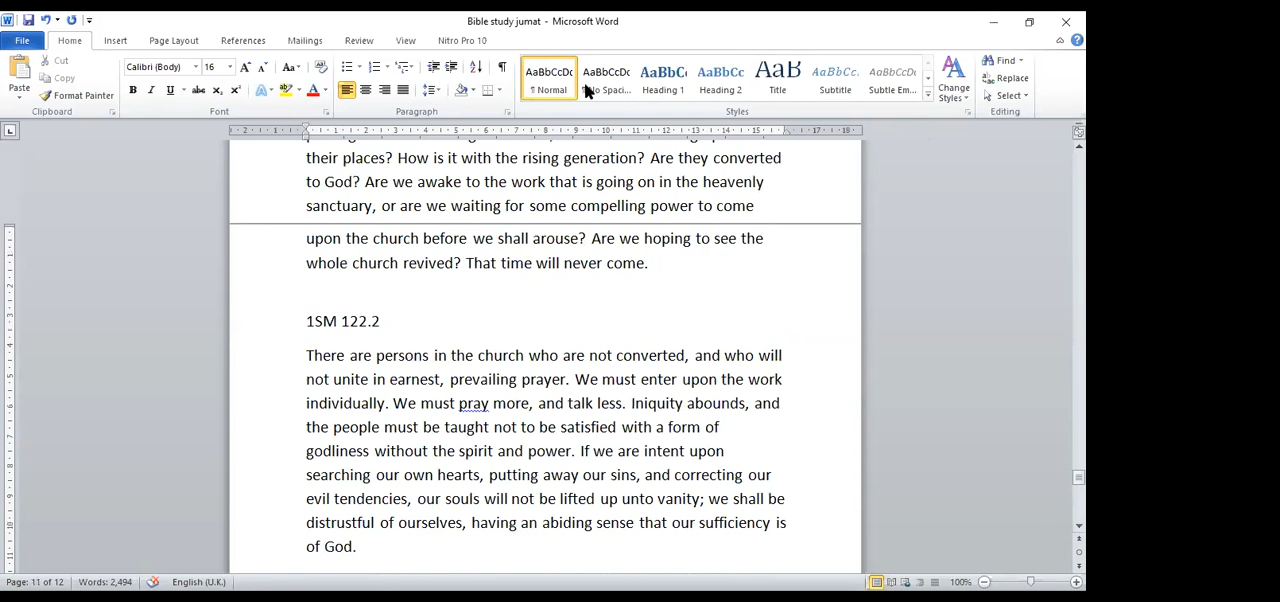 Bible study jumat - Microsoft Word
File Home Insert Page Layout References Mailings Review View Nitro Pro 10
Paste
Cut
Copy
Format Painter
Clipboard
Calibri (Body) 16
Font
Paragraph
AaBbCcDc AaBbCcDc AaBbC AaBbCc AaB AaBbCc. AaBbCcDc
¶ Normal Heading 1 Heading 2 Title Subtitle Subtle Em...
Styles
Change
Styles
Find
Replace
Select
Editing
their places? How is it with the rising generation? Are they converted
to God? Are we awake to the work that is going on in the heavenly
sanctuary, or are we waiting for some compelling power to come
upon the church before we shall arouse? Are we hoping to see the
whole church revived? That time will never come.
1SM 122.2
There are persons in the church who are not converted, and who will
not unite in earnest, prevailing prayer. We must enter upon the work
individually. We must pray more, and talk less. Iniquity abounds, and
the people must be taught not to be satisfied with a form of
godliness without the spirit and power. If we are intent upon
searching our own hearts, putting away our sins, and correcting our
evil tendencies, our souls will not be lifted up unto vanity; we shall be
distrustful of ourselves, having an abiding sense that our sufficiency is
of God.
Page: 11 of 12 Words: 2,494 English (U.K.) 100%